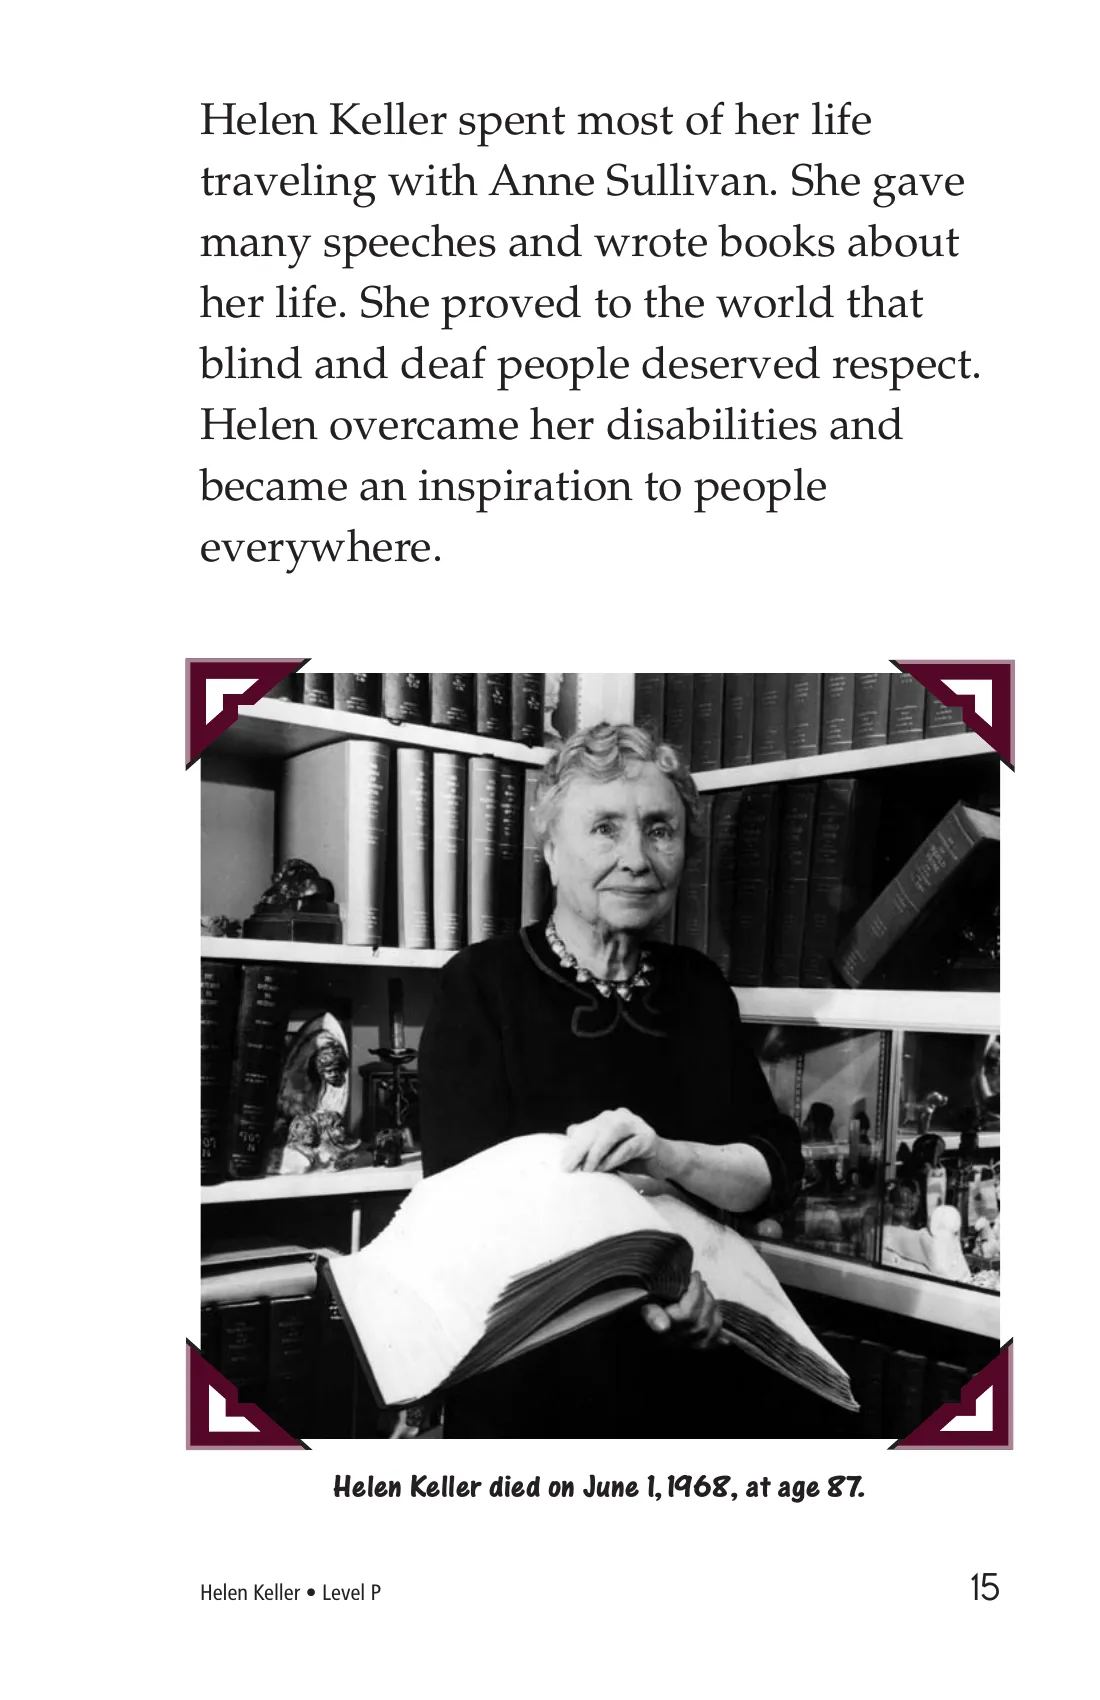 Helen Keller spent most of her life
traveling with Anne Sullivan. She gave
many speeches and wrote books about
her life. She proved to the world that
blind and deaf people deserved respect.
Helen overcame her disabilities and
became an inspiration to people
everywhere.
Helen Keller died on June 1, 1968, at age 87.
Helen Keller • Level P
15